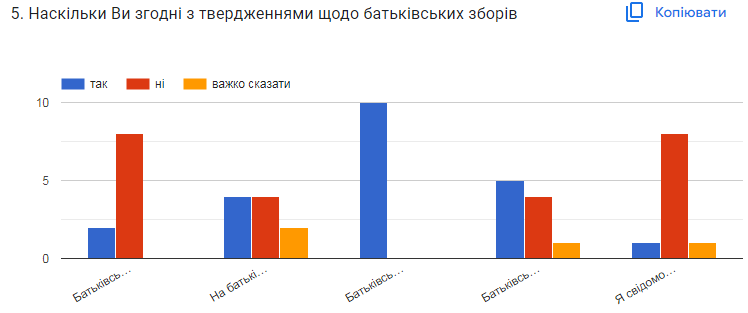 5. Наскільки Ви згодні з твердженнями щодо батьківських зборів
Копіювати
так ні важко сказати
10
5
0
Батьківсь…
На батькі…
Батьківсь…
Батьківсь…
Я свідомо…